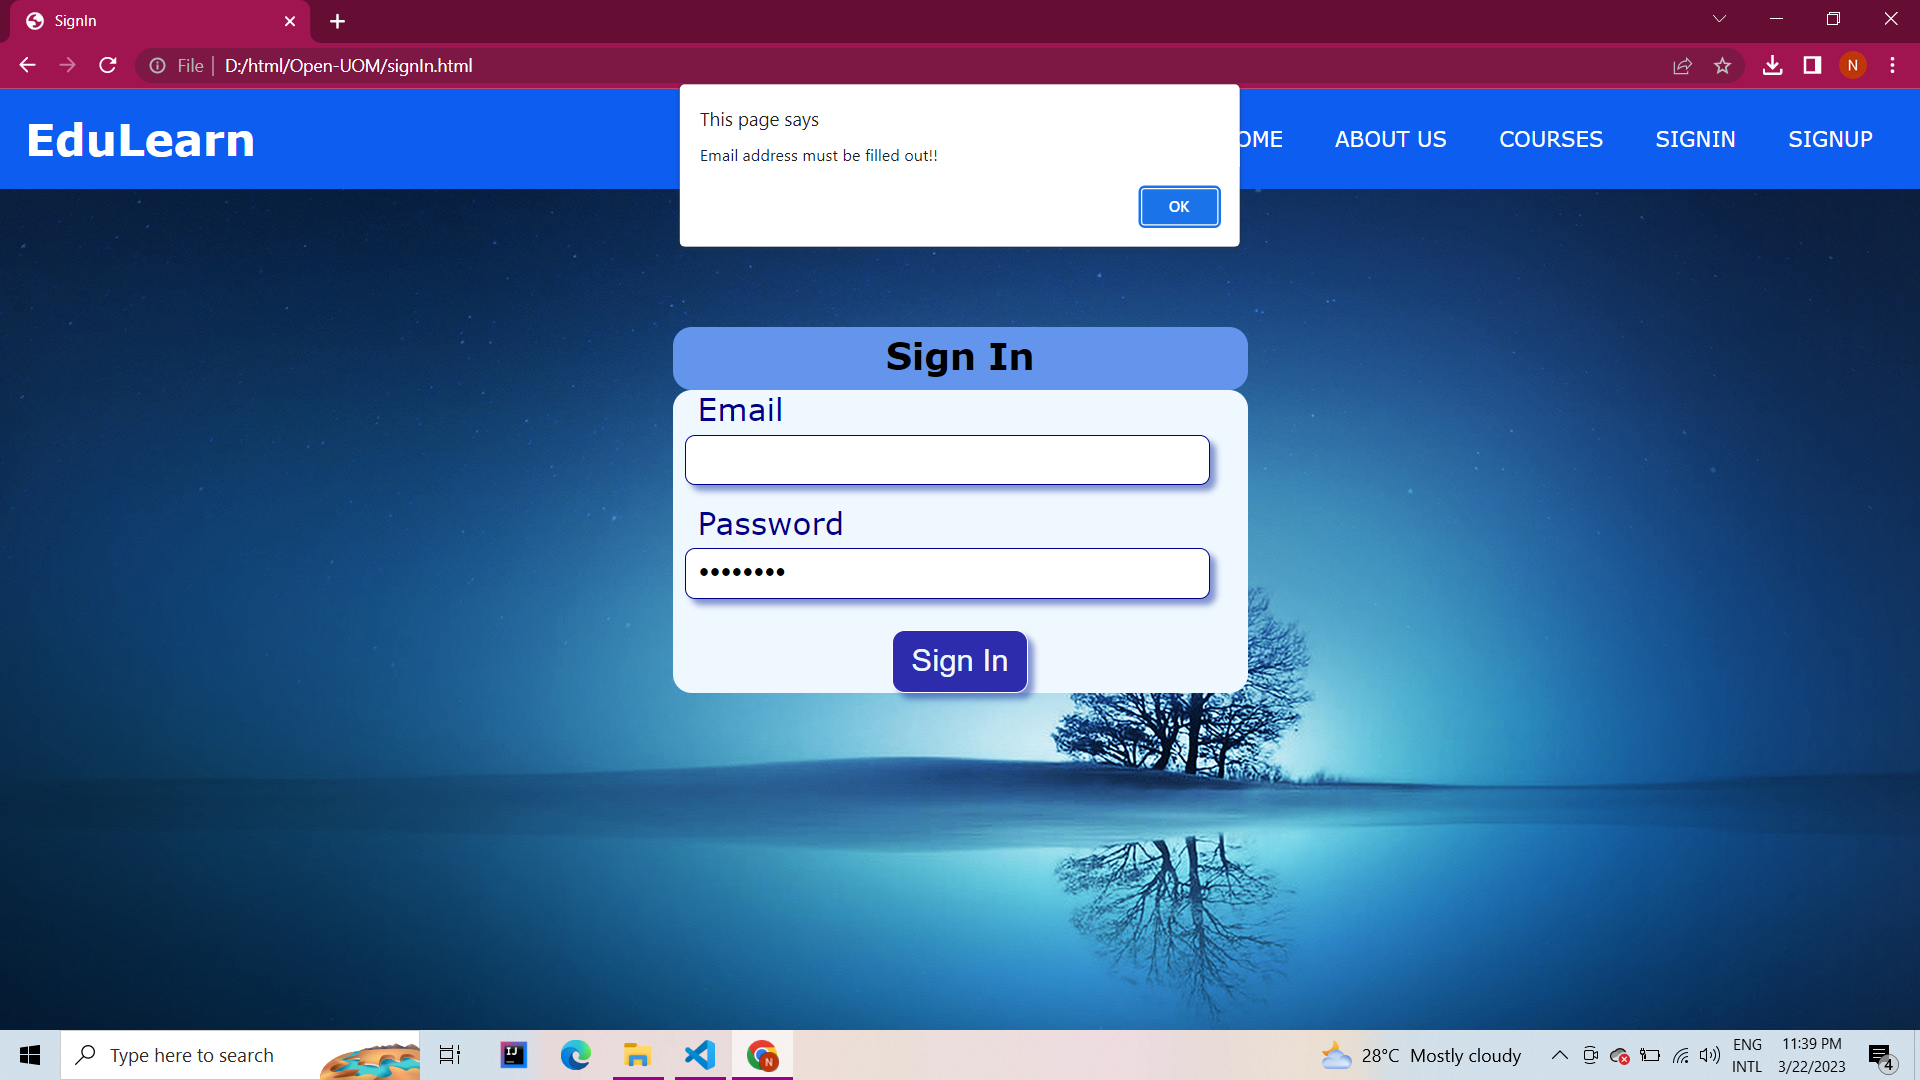 SignIn
File | D:/html/Open-UOM/signIn.html
N
EduLearn
OME ABOUT US COURSES SIGNIN SIGNUP
This page says
Email address must be filled out!!
OK
Sign In
Email
Password
••••••••
Sign In
Type here to search
IJ
N
28°C Mostly cloudy
ENG
INTL
11:39 PM
3/22/2023
4